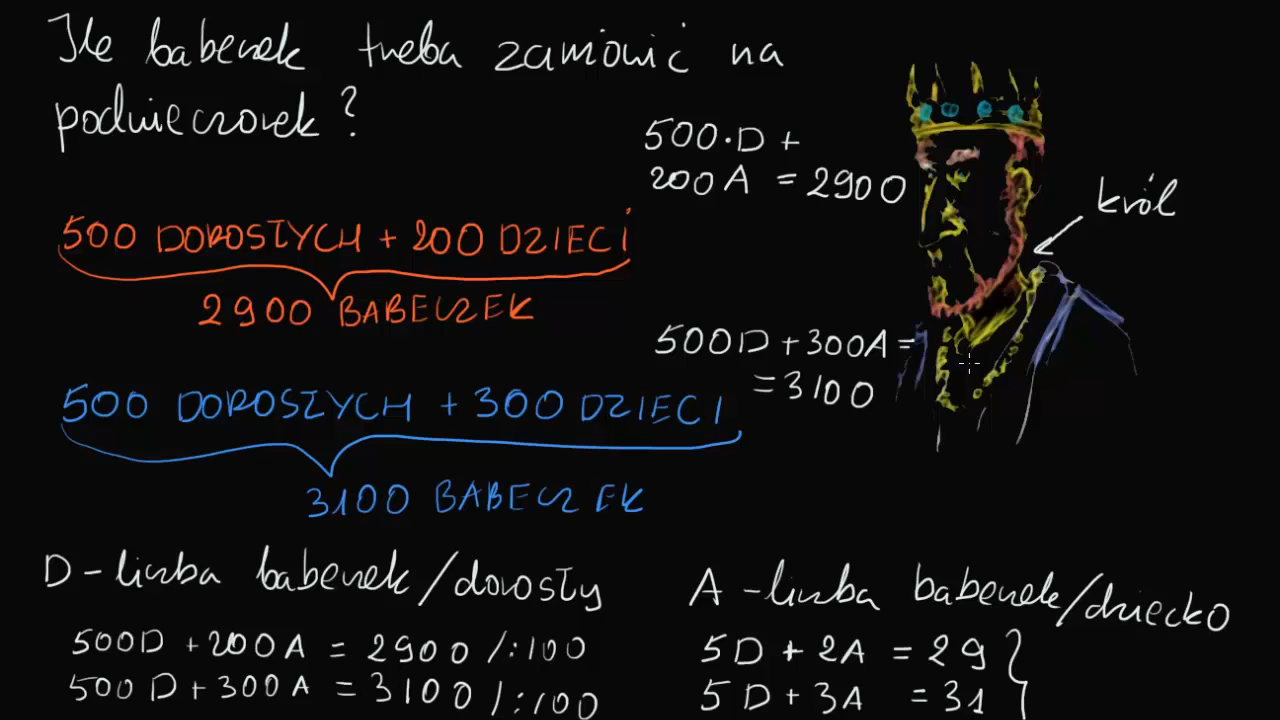 Ile babeczek trzeba zamówić na
podwieczorek?
500·D +
200A = 2900
król
500 DOROSŁYCH + 200 DZIECI
2900 BABECZEK
500D + 300A =
= 3100
500 DOROSŁYCH + 300 DZIECI
3100 BABECZEK
D - liczba babeczek/dorosły
A - liczba babeczek/dziecko
500D + 200A = 2900 /:100
5D + 2A = 29
500D + 300A = 3100 /:100
5D + 3A = 31